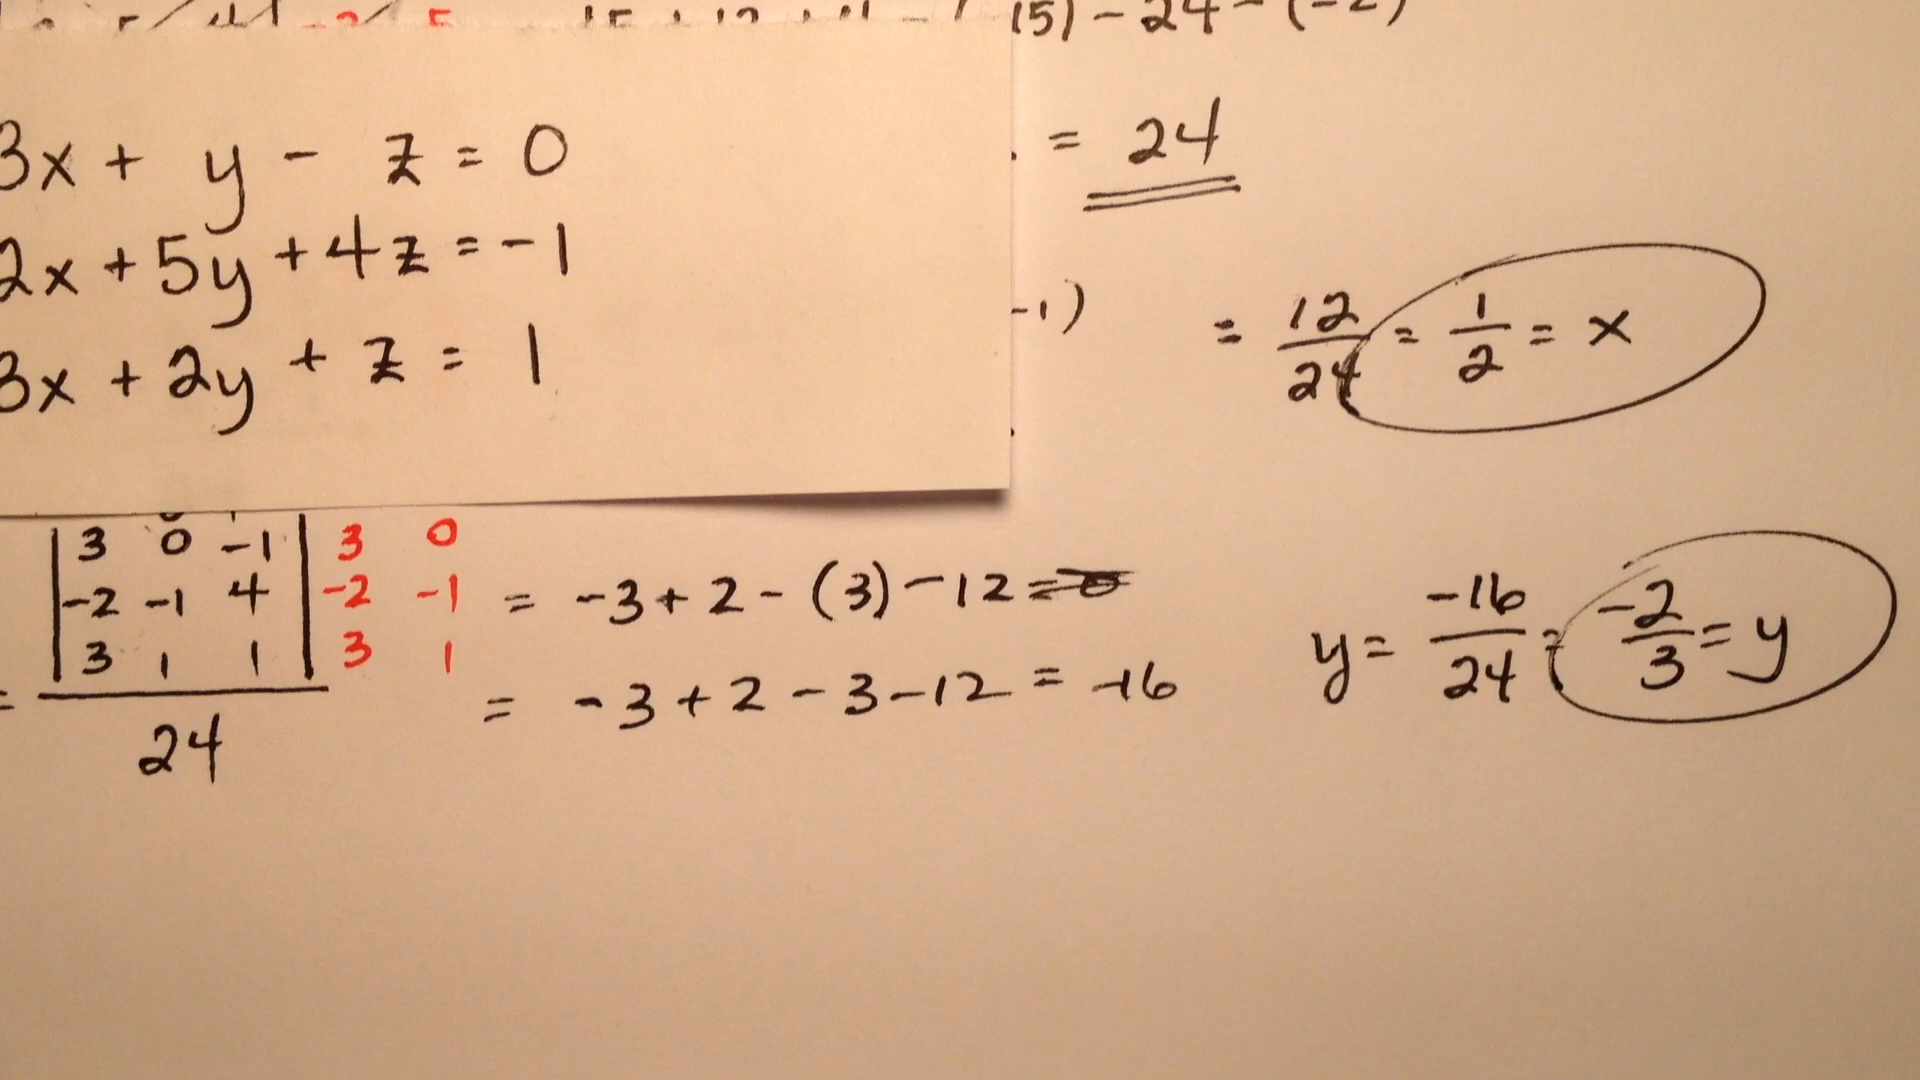 15) - 24 - (-2)
3x + y - z = 0
= 24
2x + 5y + 4z = -1
-1)
= 12/24 = 1/2 = x
3x + 2y + z = 1
3 0 -1 3 0
-2 -1 4 -2 -1 = -3 + 2 - (3) - 12 =
3 1 1 3 1
y = -16/24 = -2/3 = y
= -3 + 2 - 3 - 12 = -16
=
24